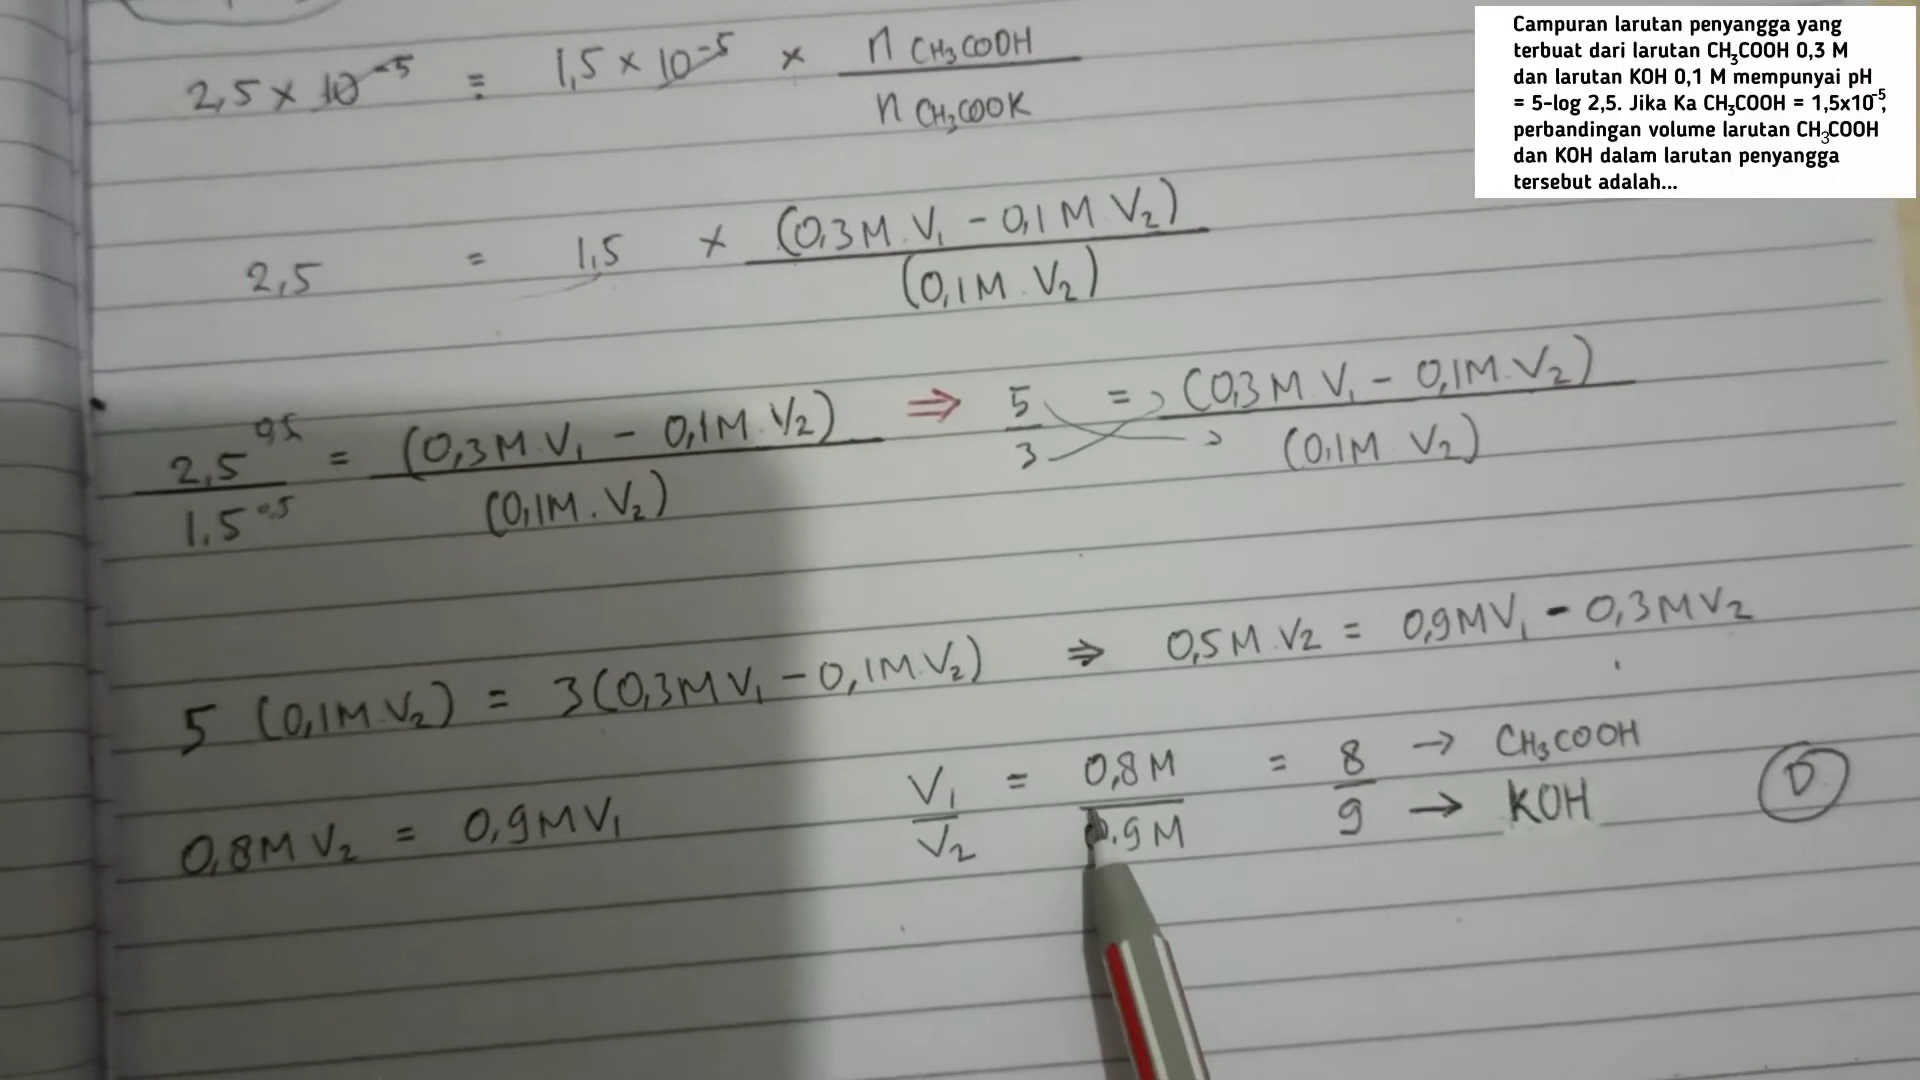 2,5 x 10^-5 = 1,5 x 10^-5 x n CH3COOH / n CH3COOK
Campuran larutan penyangga yang
terbuat dari larutan CH3COOH 0,3 M
dan larutan KOH 0,1 M mempunyai pH
= 5-log 2,5. Jika Ka CH3COOH = 1,5x10^-5,
perbandingan volume larutan CH3COOH
dan KOH dalam larutan penyangga
tersebut adalah...
2,5 = 1,5 x (0,3M.V1 - 0,1M V2) / (0,1M.V2)
2,5 0,5 / 1,5 0,5 = (0,3M.V1 - 0,1M.V2) / (0,1M.V2) ⇒ 5/3 = (0,3M V1 - 0,1M.V2) / (0,1M V2)
5 (0,1M.V2) = 3(0,3M V1 - 0,1M.V2) ⇒ 0,5M.V2 = 0,9MV1 - 0,3MV2
0,8M V2 = 0,9MV1
V1/V2 = 0,8M / 0,9M = 8/9 → CH3COOH → KOH D